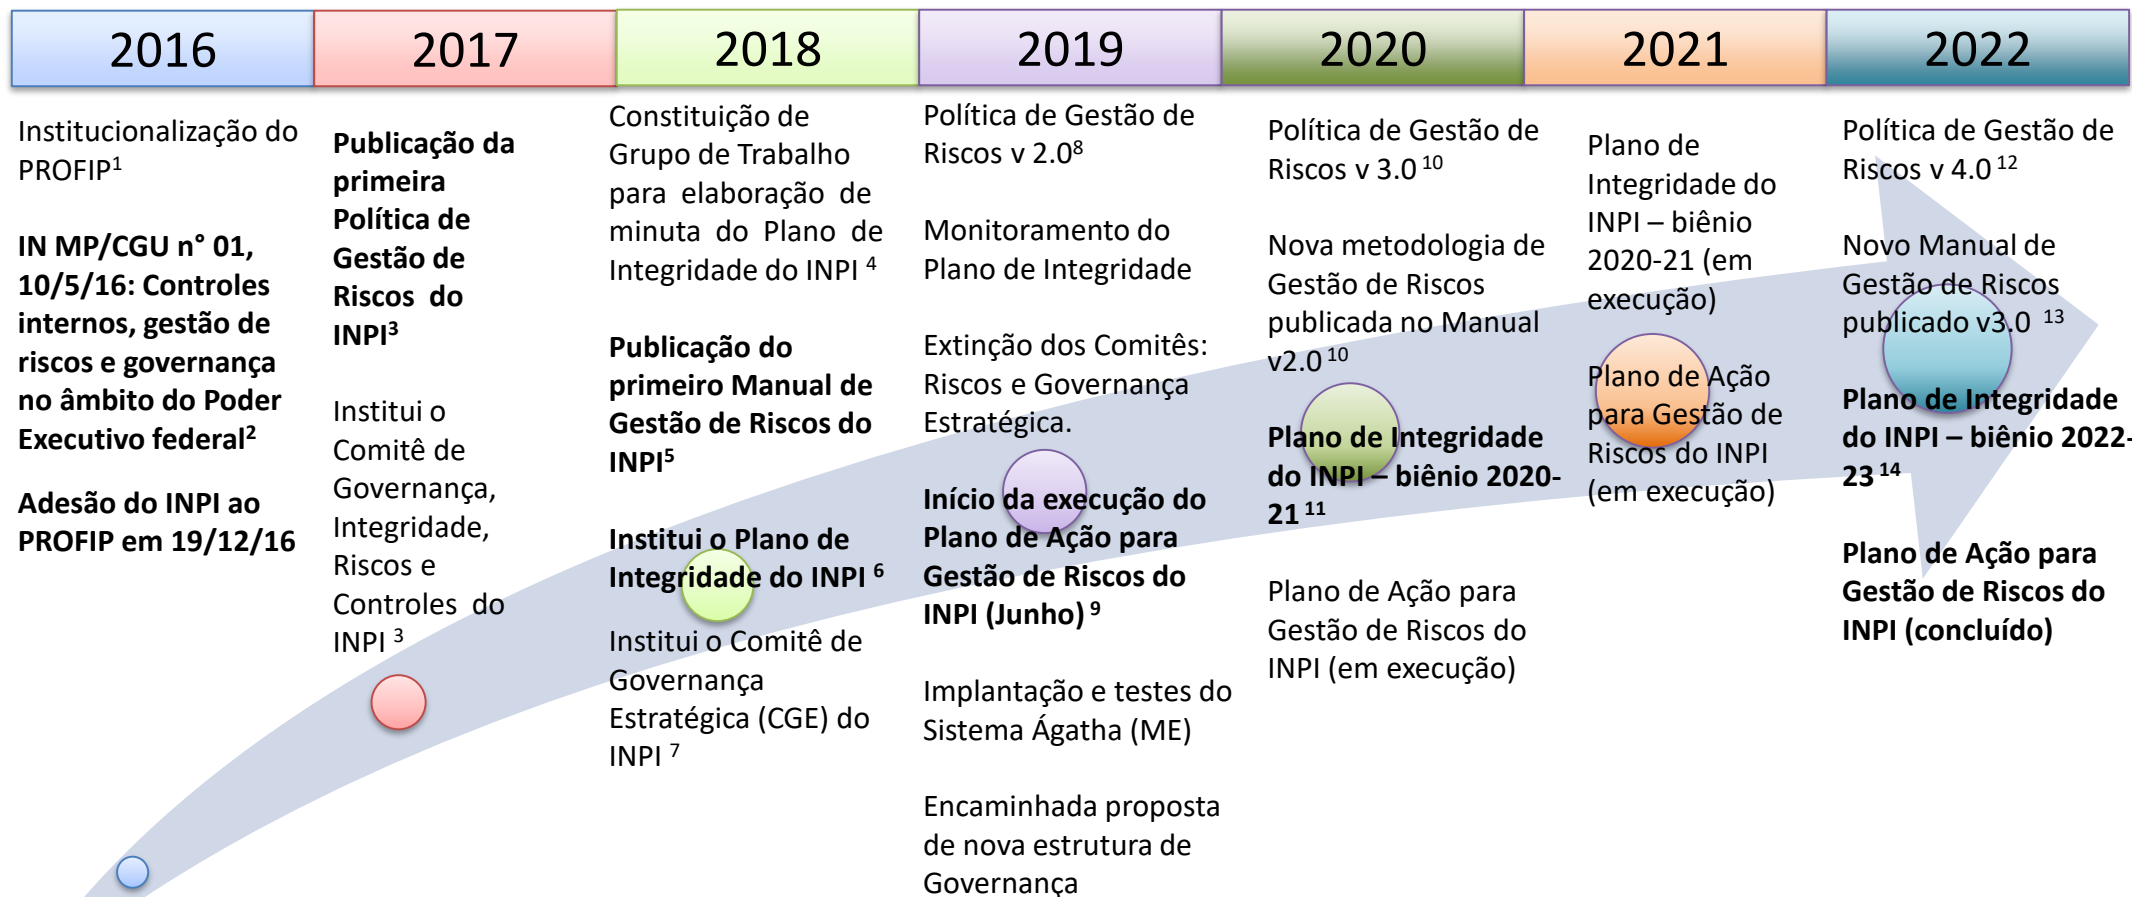 2016
2017
2018
2019
2020
2021
2022
Institucionalização do
PROFIP¹
IN MP/CGU n° 01,
10/5/16: Controles
internos, gestão de
riscos e governança
no âmbito do Poder
Executivo federal²
Adesão do INPI ao
PROFIP em 19/12/16
Publicação da
primeira
Política de
Gestão de
Riscos do
INPI³
Institui o
Comitê de
Governança,
Integridade,
Riscos e
Controles do
INPI ³
Constituição de
Grupo de Trabalho
para elaboração de
minuta do Plano de
Integridade do INPI ⁴
Publicação do
primeiro Manual de
Gestão de Riscos do
INPI⁵
Institui o Plano de
Integridade do INPI ⁶
Institui o Comitê de
Governança
Estratégica (CGE) do
INPI ⁷
Política de Gestão de
Riscos v 2.0⁸
Monitoramento do
Plano de Integridade
Extinção dos Comitês:
Riscos e Governança
Estratégica.
Início da execução do
Plano de Ação para
Gestão de Riscos do
INPI (Junho) ⁹
Implantação e testes do
Sistema Ágatha (ME)
Encaminhada proposta
de nova estrutura de
Governança
Política de Gestão de
Riscos v 3.0 ¹⁰
Nova metodologia de
Gestão de Riscos
publicada no Manual
v2.0 ¹⁰
Plano de Integridade
do INPI – biênio 2020-
21 ¹¹
Plano de Ação para
Gestão de Riscos do
INPI (em execução)
Plano de
Integridade do
INPI – biênio
2020-21 (em
execução)
Plano de Ação
para Gestão de
Riscos do INPI
(em execução)
Política de Gestão de
Riscos v 4.0 ¹²
Novo Manual de
Gestão de Riscos
publicado v3.0 ¹³
Plano de Integridade
do INPI – biênio 2022-
23 ¹⁴
Plano de Ação para
Gestão de Riscos do
INPI (concluído)